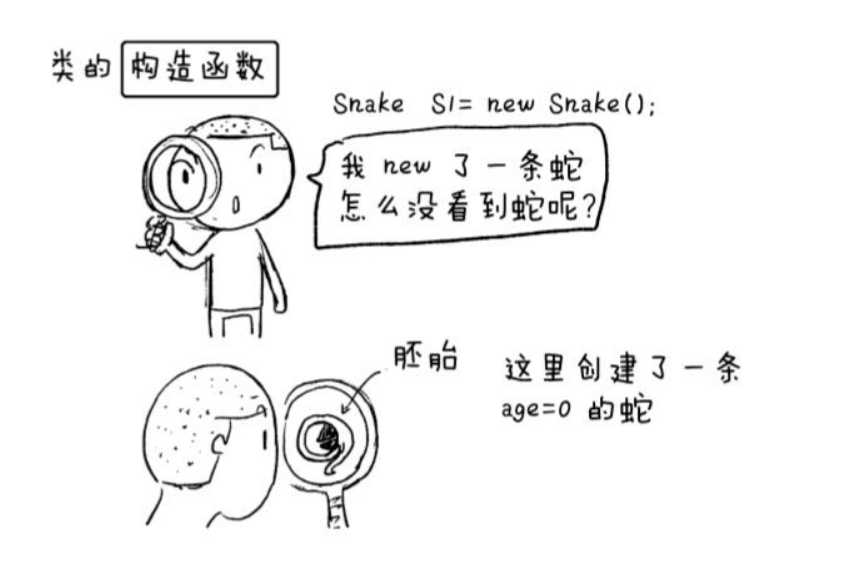 类的 构造函数
Snake S1= new Snake();
我 new 了一条蛇
怎么没看到蛇呢?
胚胎
这里创建了一条
age=0 的蛇